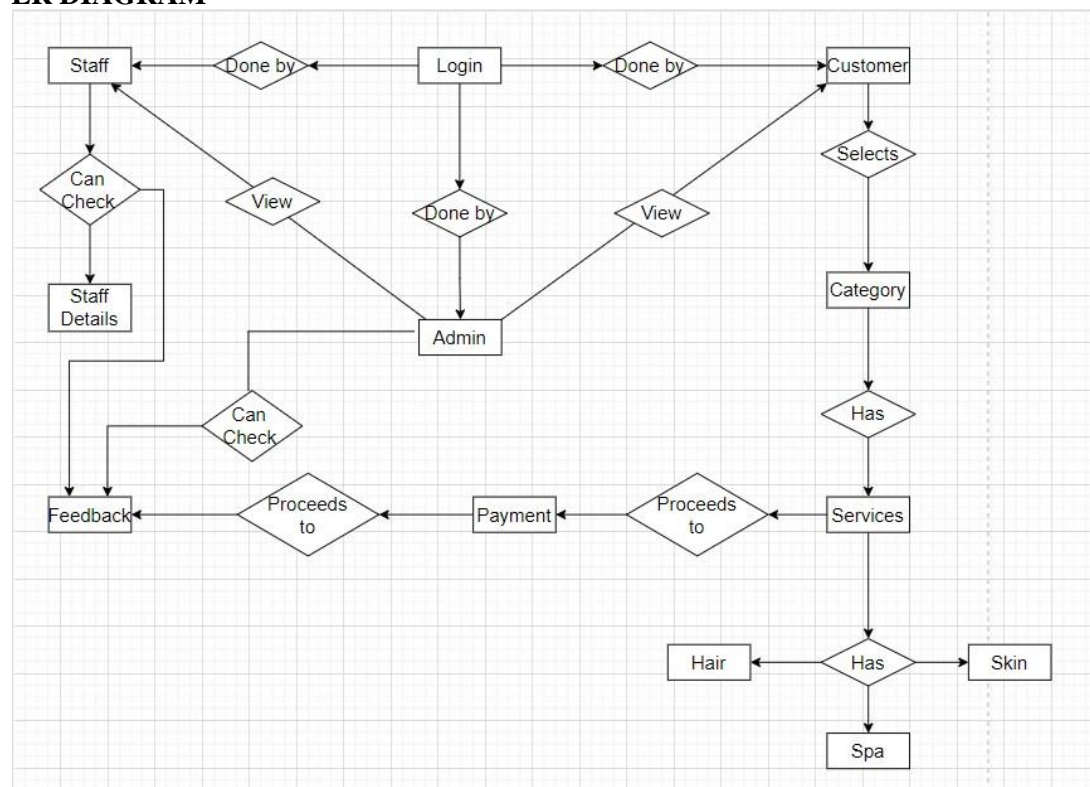 ER DIAGRAM
Staff
Done by
Login
Done by
Customer
Can
Check
View
Done by
View
Selects
Staff
Details
Category
Admin
Can
Check
Has
Feedback
Proceeds
to
Payment
Proceeds
to
Services
Hair
Has
Skin
Spa